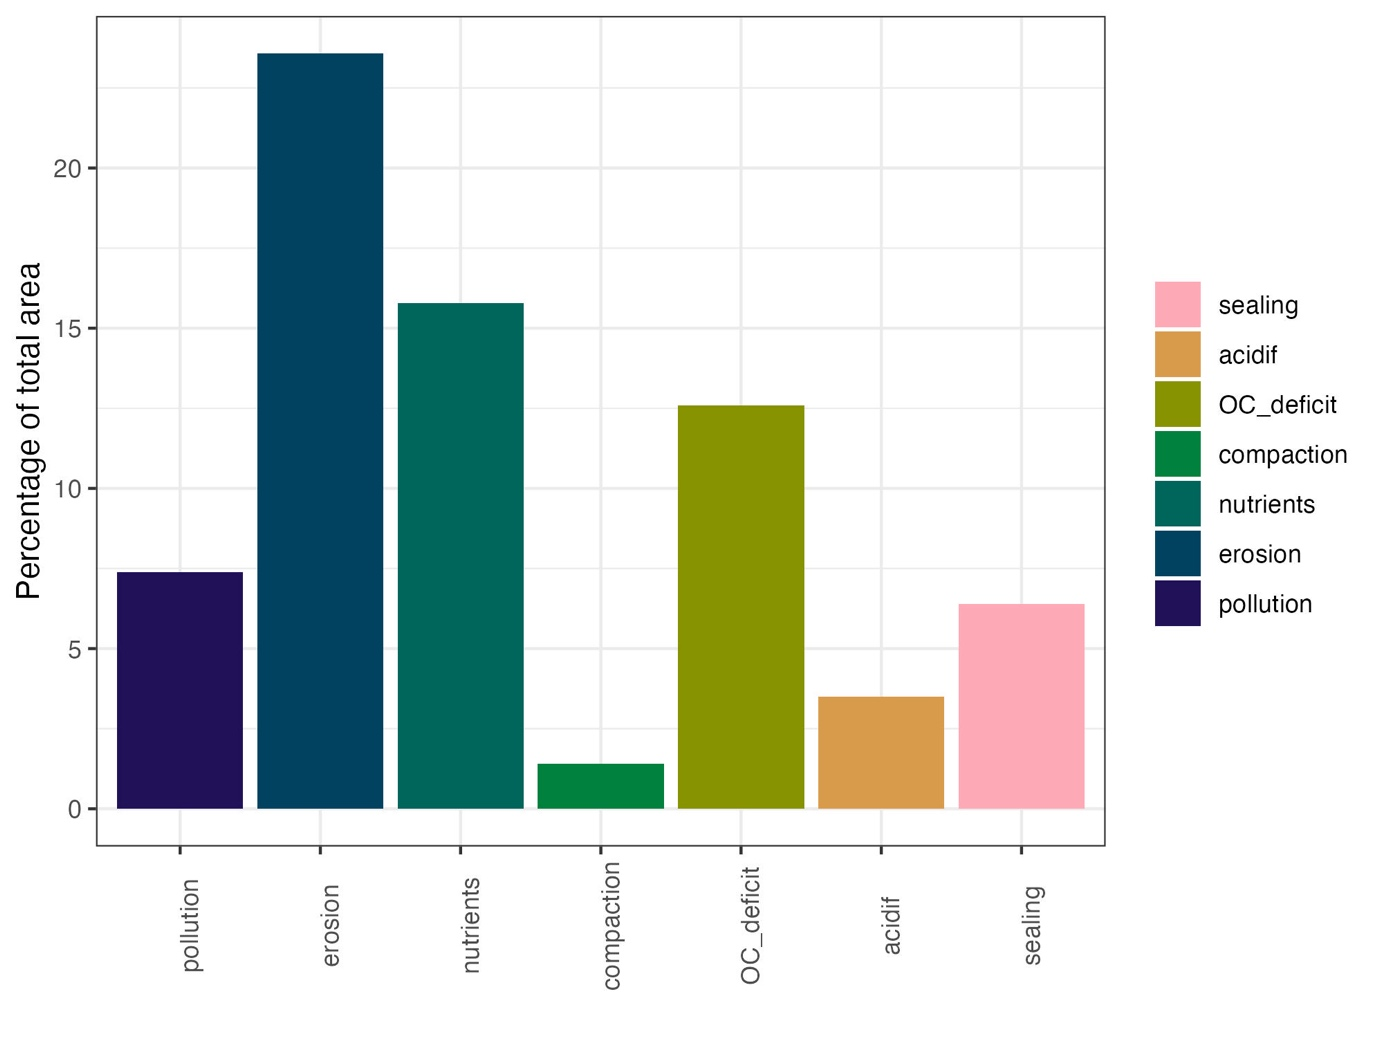 Percentage of total area
20
15
10
5
0
pollution
erosion
nutrients
compaction
OC_deficit
acidif
sealing
sealing
acidif
OC_deficit
compaction
nutrients
erosion
pollution